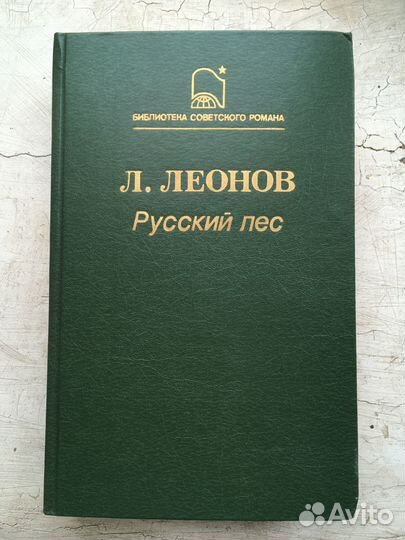 БИБЛИОТЕКА СОВЕТСКОГО РОМАНА
Л. ЛЕОНОВ
Русский лес
Avito